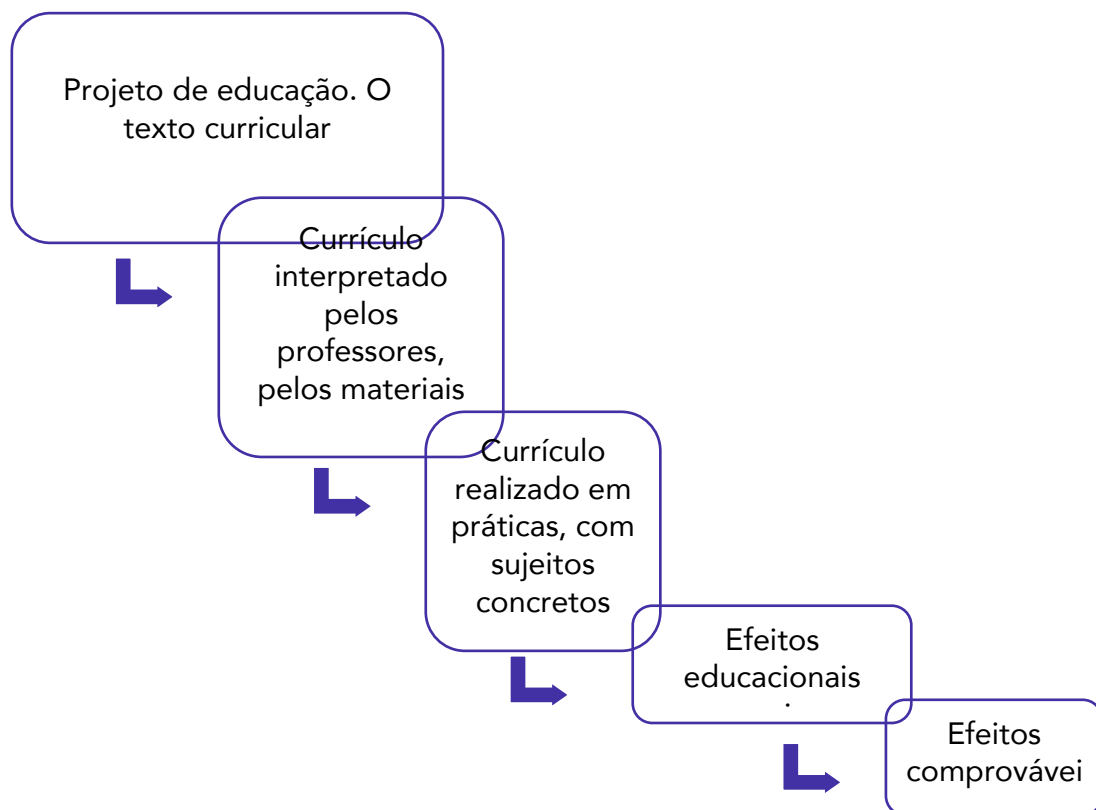 Projeto de educação. O
texto curricular
Currículo
interpretado
pelos
professores,
pelos materiais
Currículo
realizado em
práticas, com
sujeitos
concretos
Efeitos
educacionais
.
Efeitos
comprovávei